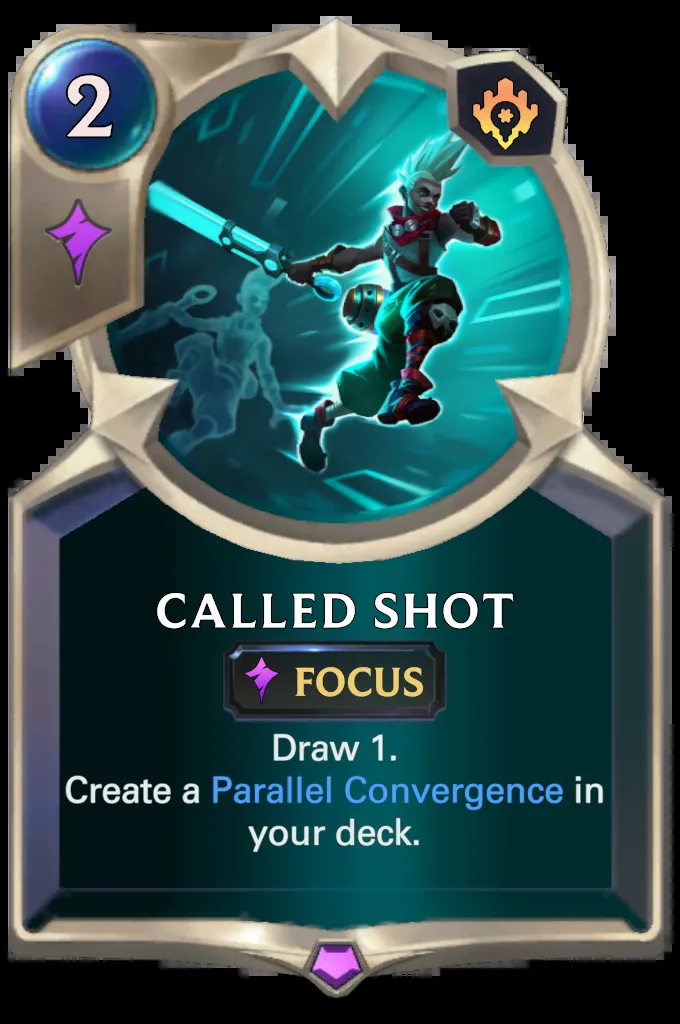 2
CALLED SHOT
FOCUS
Draw 1.
Create a Parallel Convergence in
your deck.